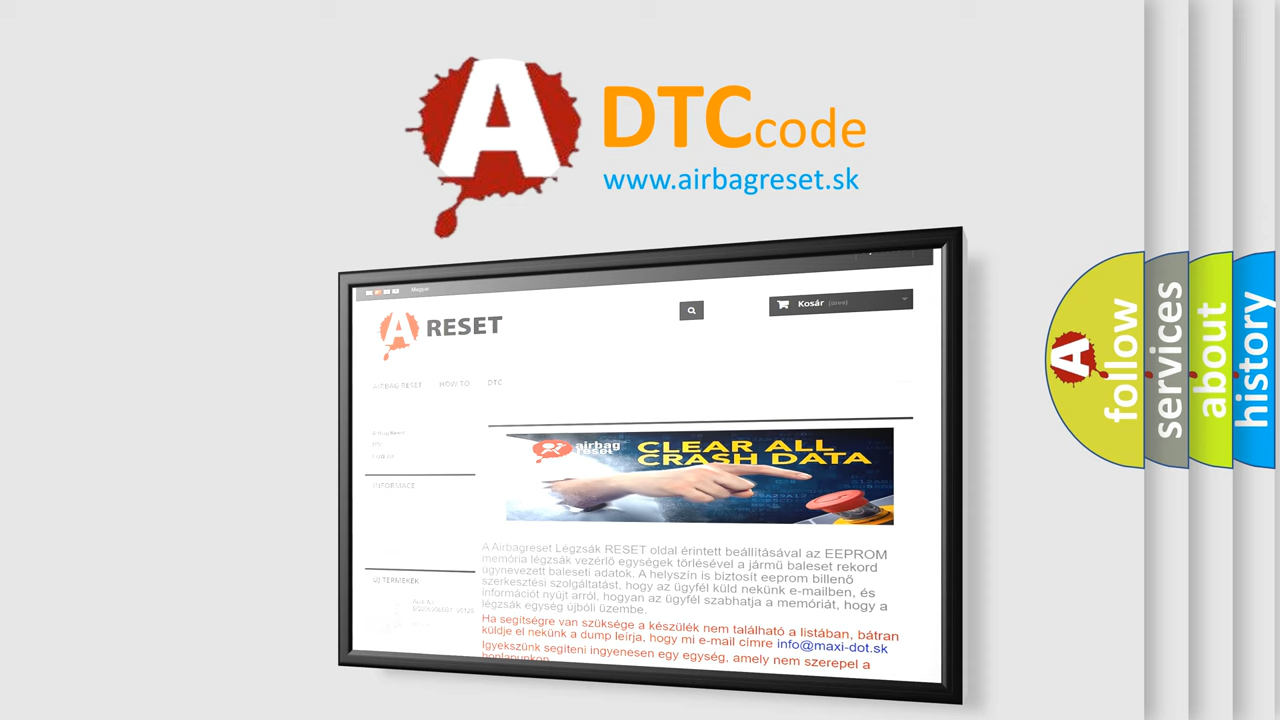 A
DTCcode
www.airbagreset.sk
Magyar
A RESET
Kosár (üres)
AIRBAG RESET HOW TO DTC
INFORMACE
airbag
reset
CLEAR ALL
CRASH DATA
A Airbagreset Légzsák RESET oldal érintett beállításával az EEPROM
memória légzsák vezérlő egységek törlésével a jármű baleset rekord
úgynevezett baleseti adatok. A helyszín is biztosít eeprom billenő
szerkesztési szolgáltatást, hogy az ügyfél küld nekünk e-mailben, és
információt nyújt arról, hogyan az ügyfél szabhatja a memóriát, hogy a
légzsák egység újbóli üzembe.
Ha segítségre van szüksége a készülék nem található a listában, bátran
küldje el nekünk a dump leírja, hogy mi e-mail címre info@maxi-dot.sk
Igyekszünk segíteni ingyenesen egy egység, amely nem szerepel a
honlapunkon
ÚJ TERMÉKEK
A
follow
services
about
history